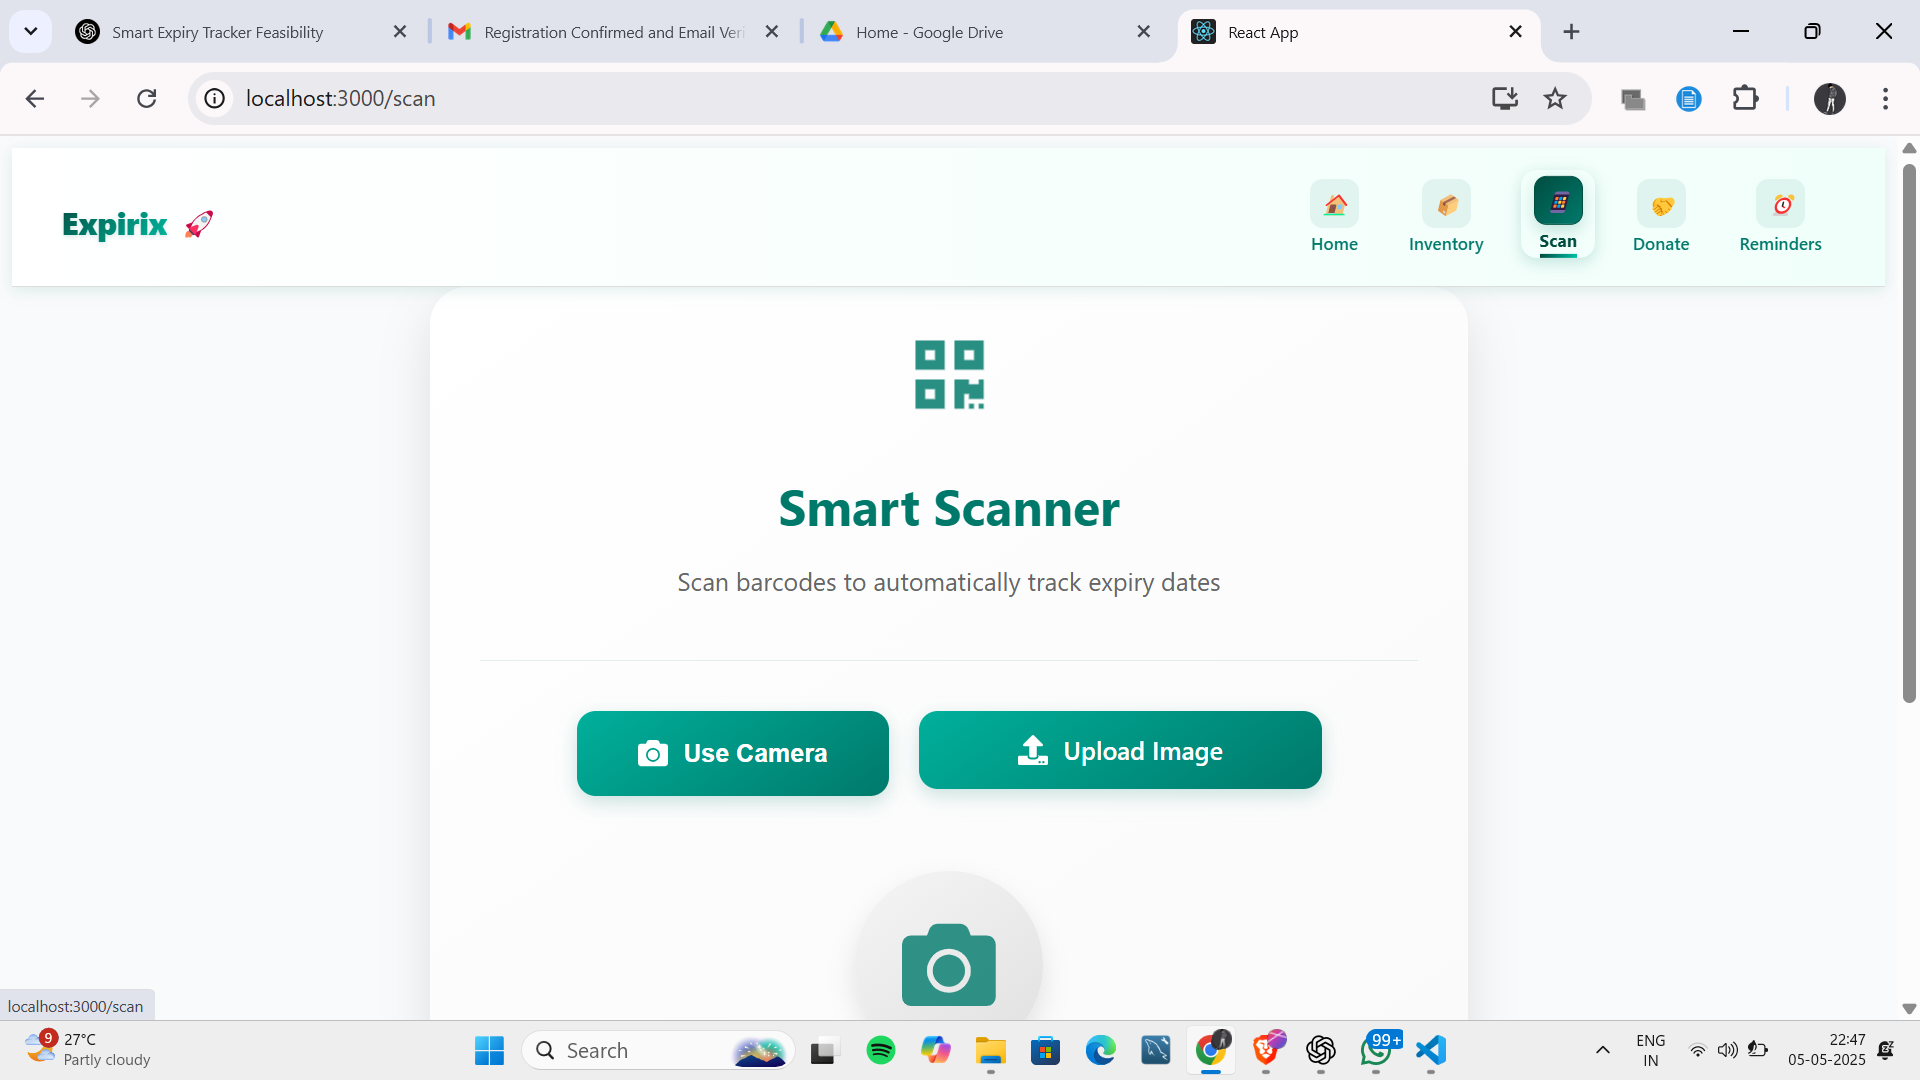 Smart Expiry Tracker Feasibility
Registration Confirmed and Email Veri
Home - Google Drive
React App
localhost:3000/scan
Expirix
Home
Inventory
Scan
Donate
Reminders
Smart Scanner
Scan barcodes to automatically track expiry dates
Use Camera
Upload Image
localhost:3000/scan
9
27°C
Partly cloudy
Search
99+
ENG
IN
22:47
05-05-2025